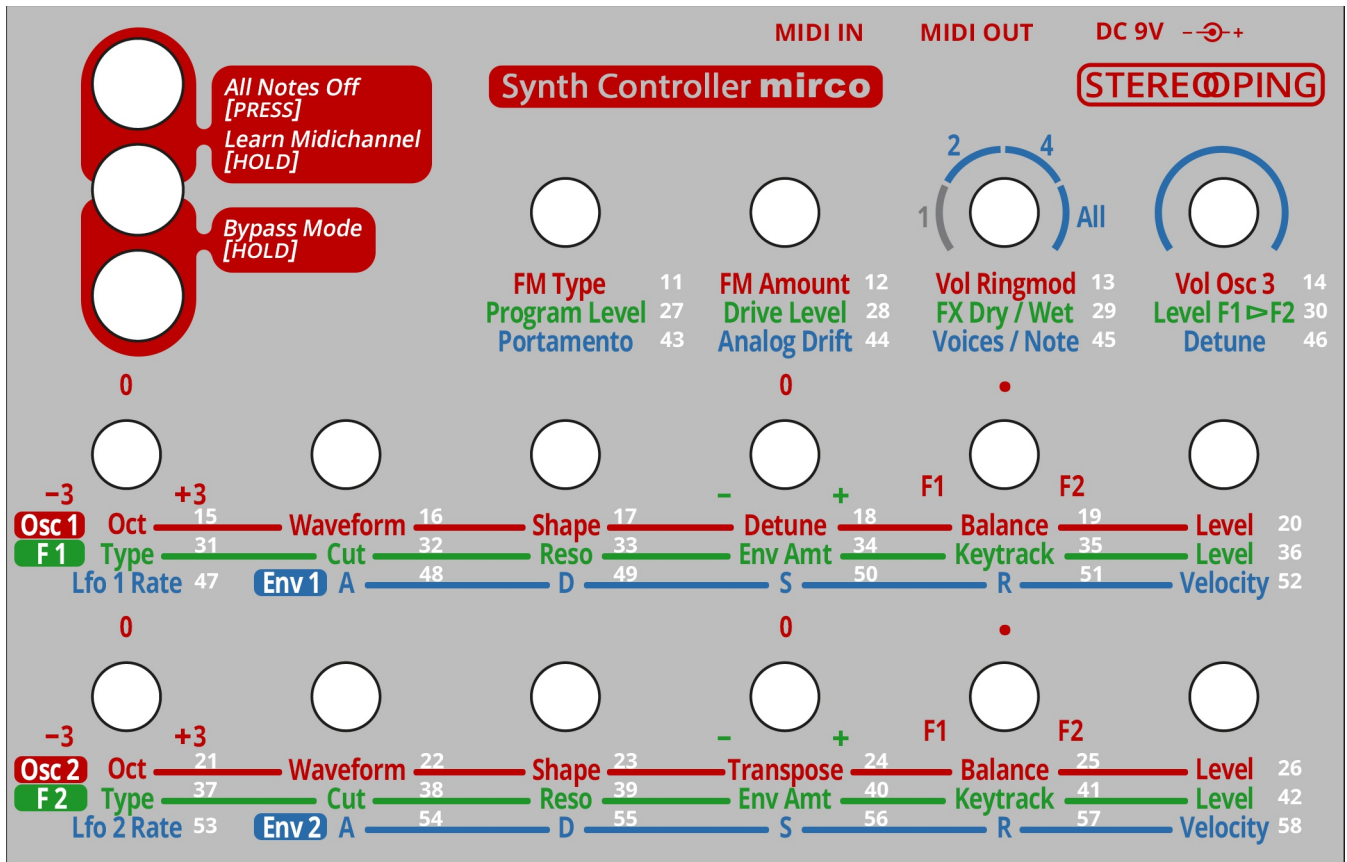 MIDI IN MIDI OUT DC 9V - +
All Notes Off
[PRESS]
Learn Midichannel
[HOLD]
Bypass Mode
[HOLD]
Synth Controller mirco
STEREOOPING
2 4
1 All
FM Type 11 FM Amount 12 Vol Ringmod 13 Vol Osc 3 14
Program Level 27 Drive Level 28 FX Dry / Wet 29 Level F1 ▻ F2 30
Portamento 43 Analog Drift 44 Voices / Note 45 Detune 46
0 0 •
−3 +3 − + F1 F2
Osc 1 Oct 15 Waveform 16 Shape 17 Detune 18 Balance 19 Level 20
F 1 Type 31 Cut 32 Reso 33 Env Amt 34 Keytrack 35 Level 36
Lfo 1 Rate 47 Env 1 A 48 D 49 S 50 R 51 Velocity 52
0 0 •
−3 +3 − + F1 F2
Osc 2 Oct 21 Waveform 22 Shape 23 Transpose 24 Balance 25 Level 26
F 2 Type 37 Cut 38 Reso 39 Env Amt 40 Keytrack 41 Level 42
Lfo 2 Rate 53 Env 2 A 54 D 55 S 56 R 57 Velocity 58